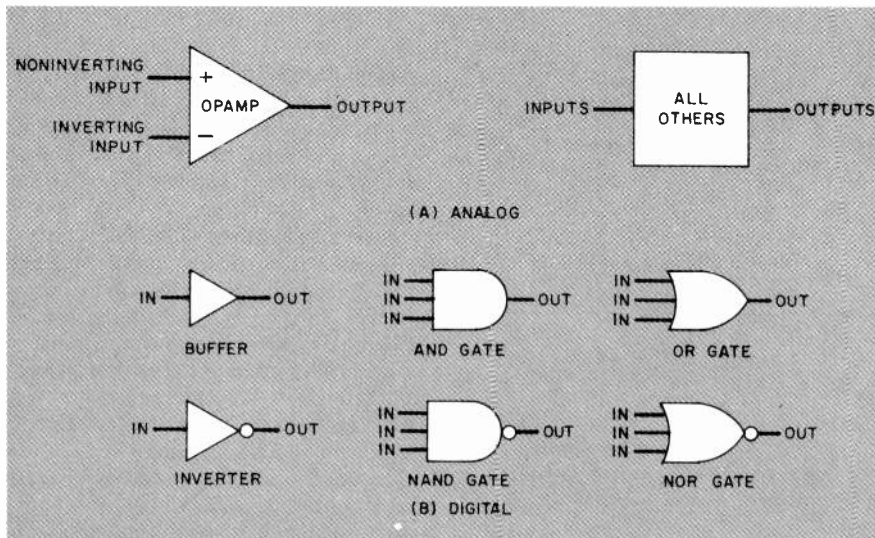 NONINVERTING
INPUT
+
OPAMP
OUTPUT
INVERTING
INPUT
−
INPUTS
ALL
OTHERS
OUTPUTS
(A) ANALOG
IN
OUT
BUFFER
IN
IN
IN
OUT
AND GATE
IN
IN
IN
OUT
OR GATE
IN
OUT
INVERTER
IN
IN
IN
OUT
NAND GATE
IN
IN
IN
OUT
NOR GATE
(B) DIGITAL